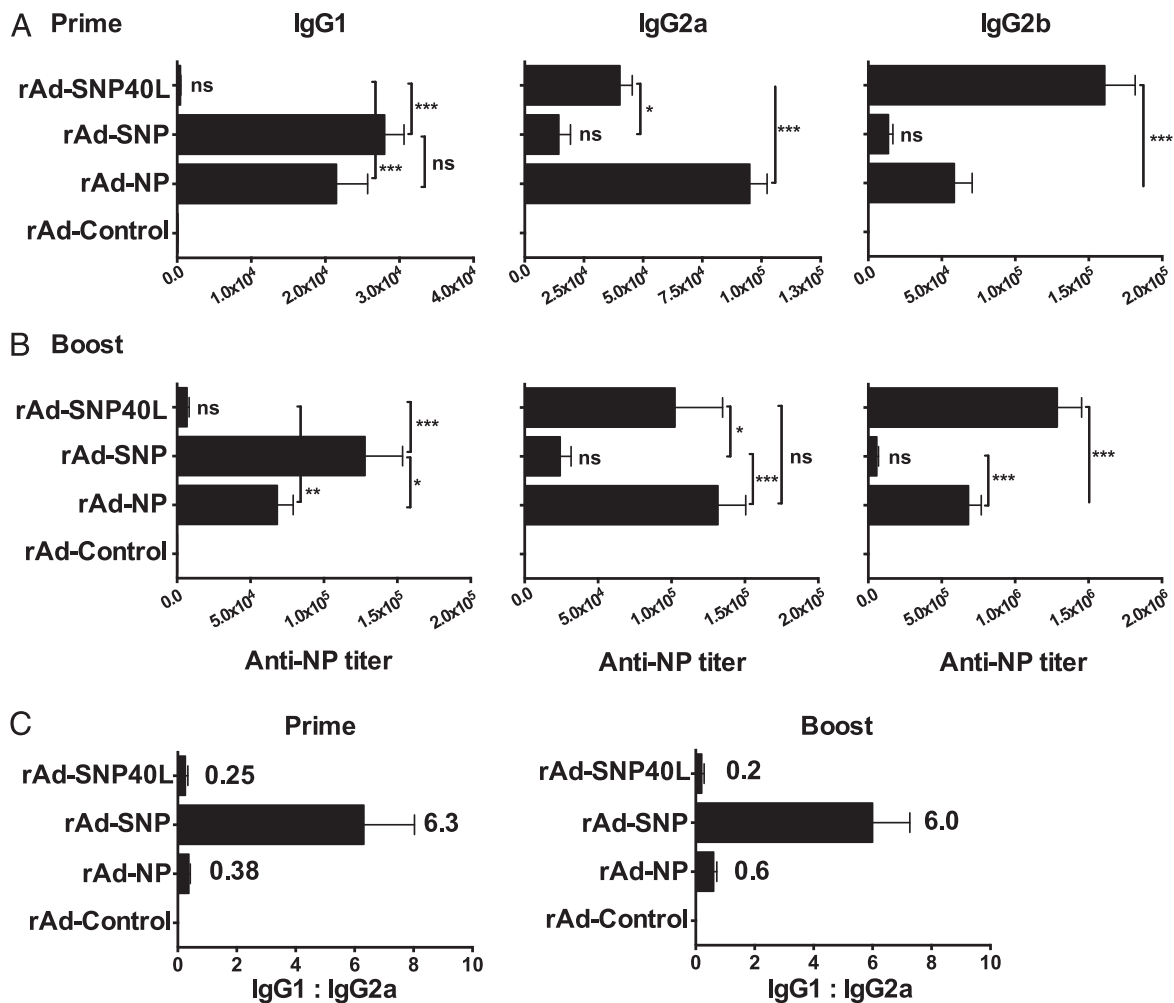 A Prime IgG1 IgG2a IgG2b
rAd-SNP40L ns *** * ***
rAd-SNP ns ns ns
rAd-NP ***
rAd-Control
0.0 1.0x10⁴ 2.0x10⁴ 3.0x10⁴ 4.0x10⁴
0.0 2.5x10⁴ 5.0x10⁴ 7.5x10⁴ 1.0x10⁵ 1.3x10⁵
0.0 5.0x10⁴ 1.0x10⁵ 1.5x10⁵ 2.0x10⁵
***
B Boost
rAd-SNP40L ns *** * ns
rAd-SNP ns ns *** ***
rAd-NP ** * *** 
rAd-Control
0.0 5.0x10⁴ 1.0x10⁵ 1.5x10⁵ 2.0x10⁵
0.0 5.0x10⁴ 1.0x10⁵ 1.5x10⁵ 2.0x10⁵
0.0 5.0x10⁵ 1.0x10⁶ 1.5x10⁶ 2.0x10⁶
Anti-NP titer Anti-NP titer Anti-NP titer
C Prime
rAd-SNP40L 0.25
rAd-SNP 6.3
rAd-NP 0.38
rAd-Control
0 2 4 6 8 10
IgG1 : IgG2a
Boost
rAd-SNP40L 0.2
rAd-SNP 6.0
rAd-NP 0.6
rAd-Control
0 2 4 6 8 10
IgG1 : IgG2a